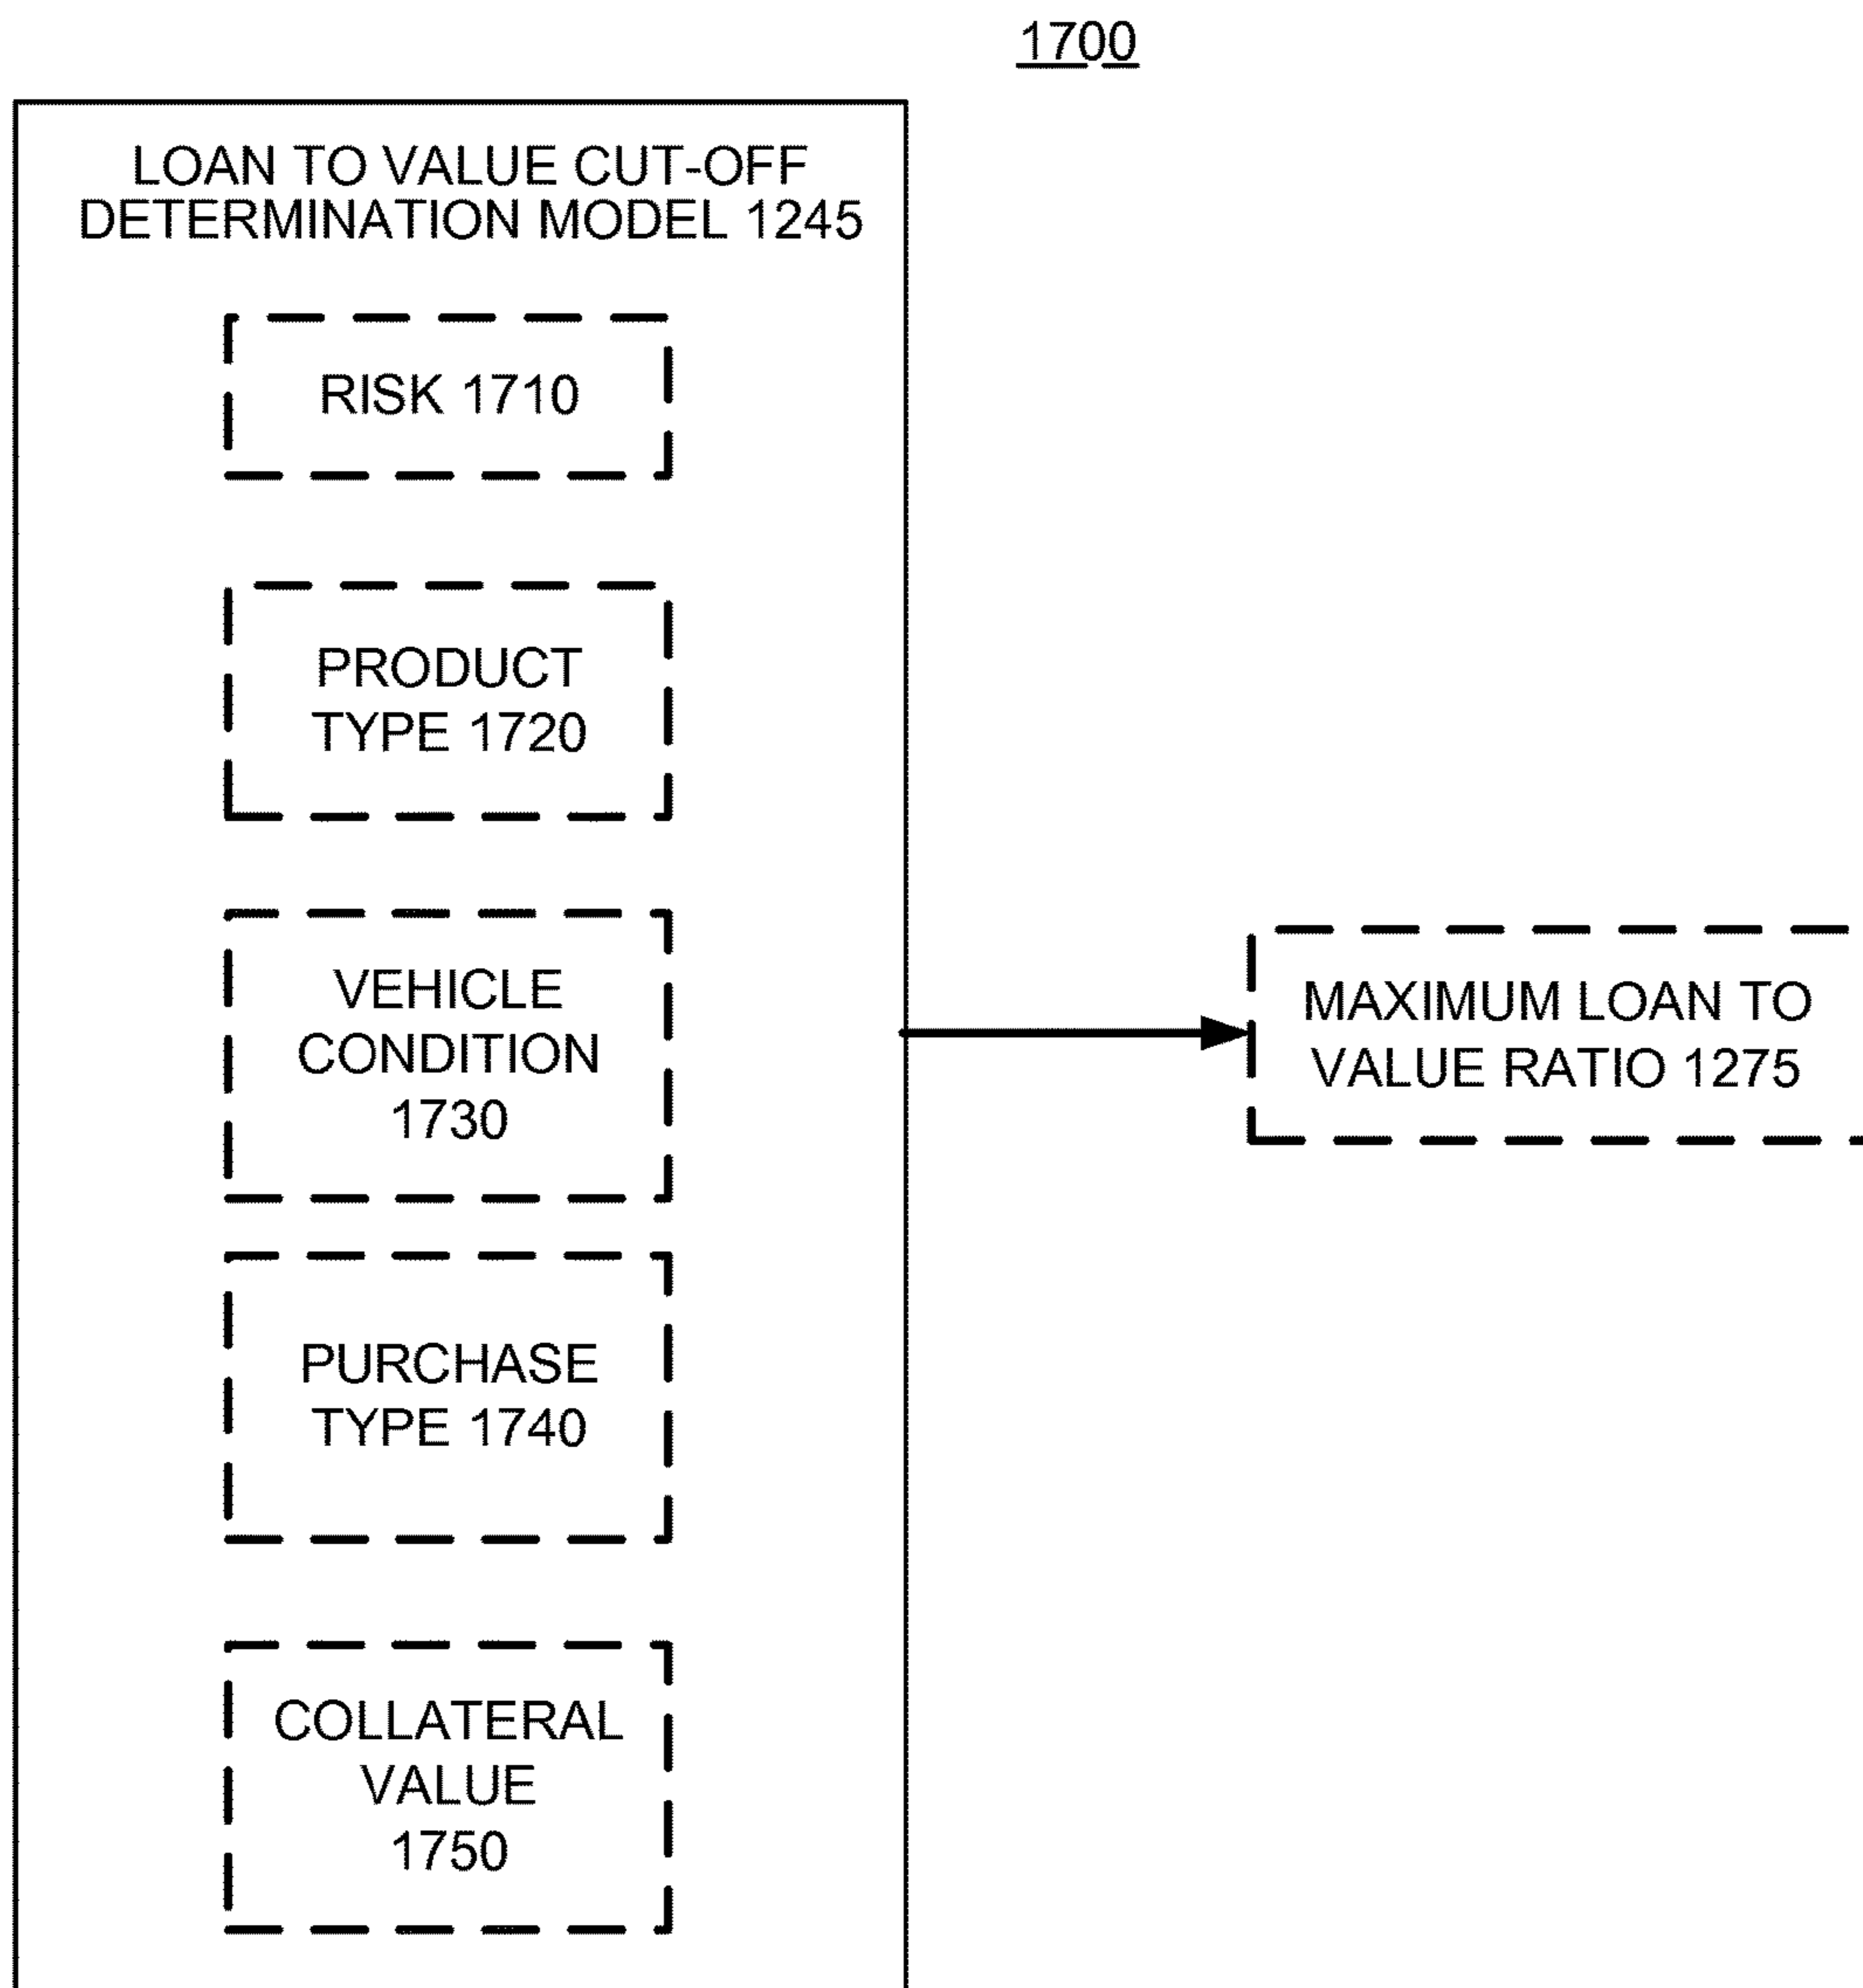 1700
LOAN TO VALUE CUT-OFF
DETERMINATION MODEL 1245
RISK 1710
PRODUCT
TYPE 1720
VEHICLE
CONDITION
1730
PURCHASE
TYPE 1740
COLLATERAL
VALUE
1750
MAXIMUM LOAN TO
VALUE RATIO 1275